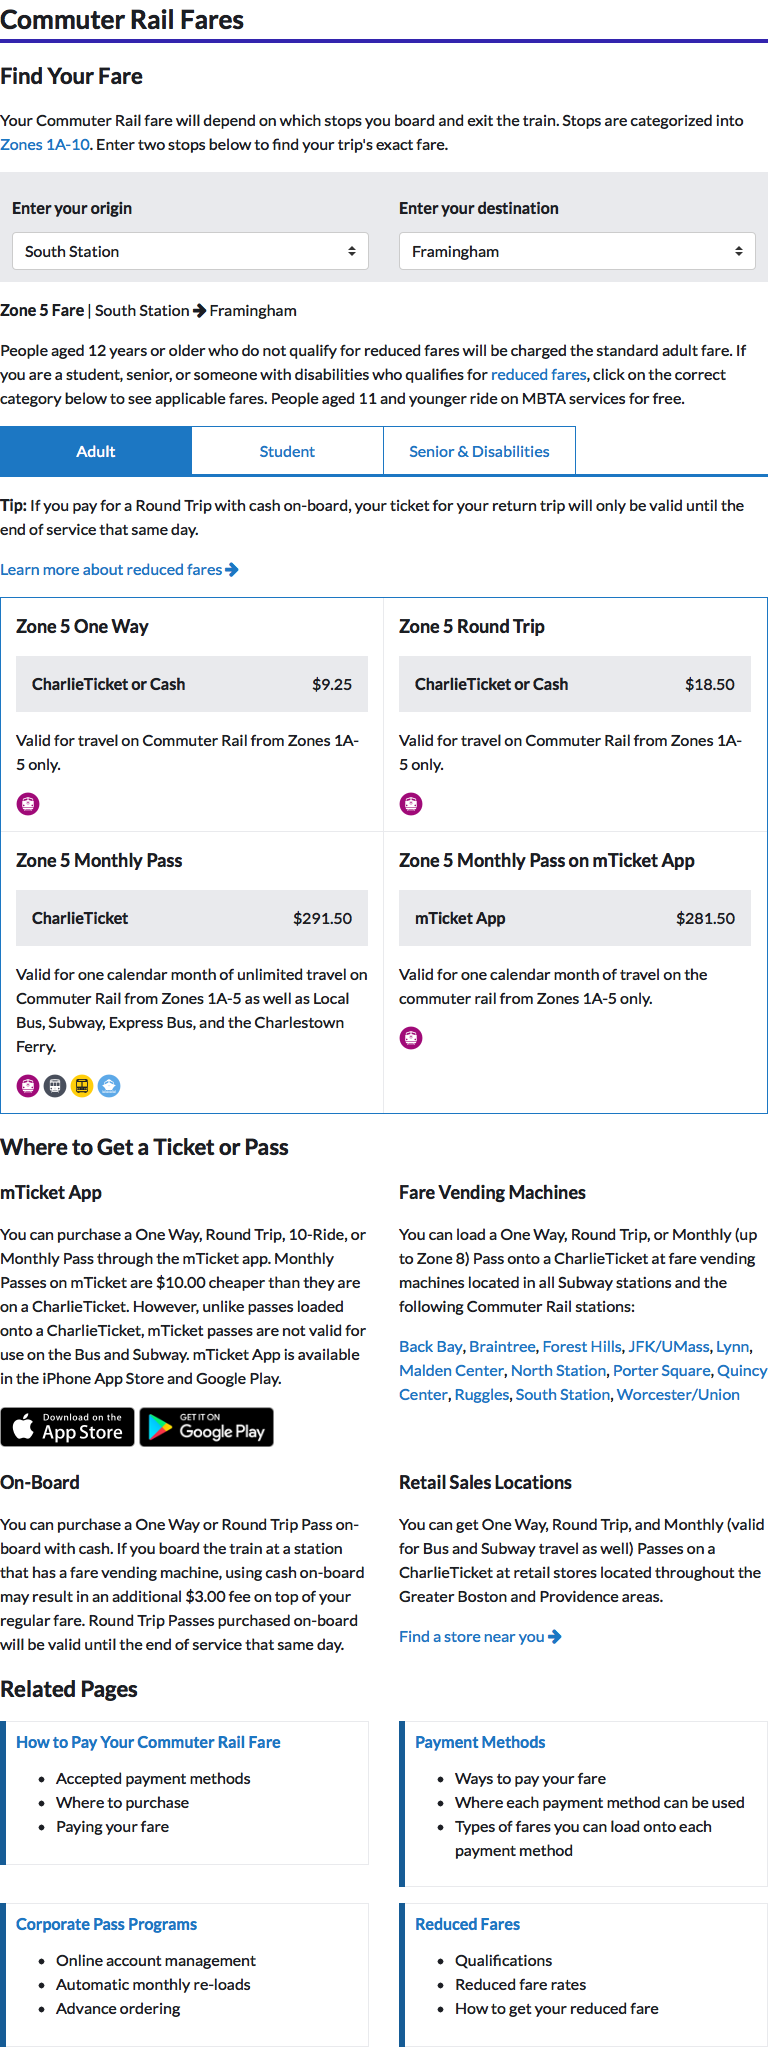 Commuter Rail Fares
Find Your Fare
Your Commuter Rail fare will depend on which stops you board and exit the train. Stops are categorized into
Zones 1A-10. Enter two stops below to find your trip's exact fare.
Enter your origin
South Station
Enter your destination
Framingham
Zone 5 Fare | South Station → Framingham
People aged 12 years or older who do not qualify for reduced fares will be charged the standard adult fare. If
you are a student, senior, or someone with disabilities who qualifies for reduced fares, click on the correct
category below to see applicable fares. People aged 11 and younger ride on MBTA services for free.
Adult
Student
Senior & Disabilities
Tip: If you pay for a Round Trip with cash on-board, your ticket for your return trip will only be valid until the
end of service that same day.
Learn more about reduced fares →
Zone 5 One Way
CharlieTicket or Cash $9.25
Valid for travel on Commuter Rail from Zones 1A-
5 only.
Zone 5 Round Trip
CharlieTicket or Cash $18.50
Valid for travel on Commuter Rail from Zones 1A-
5 only.
Zone 5 Monthly Pass
CharlieTicket $291.50
Valid for one calendar month of unlimited travel on
Commuter Rail from Zones 1A-5 as well as Local
Bus, Subway, Express Bus, and the Charlestown
Ferry.
Zone 5 Monthly Pass on mTicket App
mTicket App $281.50
Valid for one calendar month of travel on the
commuter rail from Zones 1A-5 only.
Where to Get a Ticket or Pass
mTicket App
You can purchase a One Way, Round Trip, 10-Ride, or
Monthly Pass through the mTicket app. Monthly
Passes on mTicket are $10.00 cheaper than they are
on a CharlieTicket. However, unlike passes loaded
onto a CharlieTicket, mTicket passes are not valid for
use on the Bus and Subway. mTicket App is available
in the iPhone App Store and Google Play.
Download on the
App Store
GET IT ON
Google Play
Fare Vending Machines
You can load a One Way, Round Trip, or Monthly (up
to Zone 8) Pass onto a CharlieTicket at fare vending
machines located in all Subway stations and the
following Commuter Rail stations:
Back Bay, Braintree, Forest Hills, JFK/UMass, Lynn,
Malden Center, North Station, Porter Square, Quincy
Center, Ruggles, South Station, Worcester/Union
On-Board
You can purchase a One Way or Round Trip Pass on-
board with cash. If you board the train at a station
that has a fare vending machine, using cash on-board
may result in an additional $3.00 fee on top of your
regular fare. Round Trip Passes purchased on-board
will be valid until the end of service that same day.
Retail Sales Locations
You can get One Way, Round Trip, and Monthly (valid
for Bus and Subway travel as well) Passes on a
CharlieTicket at retail stores located throughout the
Greater Boston and Providence areas.
Find a store near you →
Related Pages
How to Pay Your Commuter Rail Fare
• Accepted payment methods
• Where to purchase
• Paying your fare
Payment Methods
• Ways to pay your fare
• Where each payment method can be used
• Types of fares you can load onto each
payment method
Corporate Pass Programs
• Online account management
• Automatic monthly re-loads
• Advance ordering
Reduced Fares
• Qualifications
• Reduced fare rates
• How to get your reduced fare